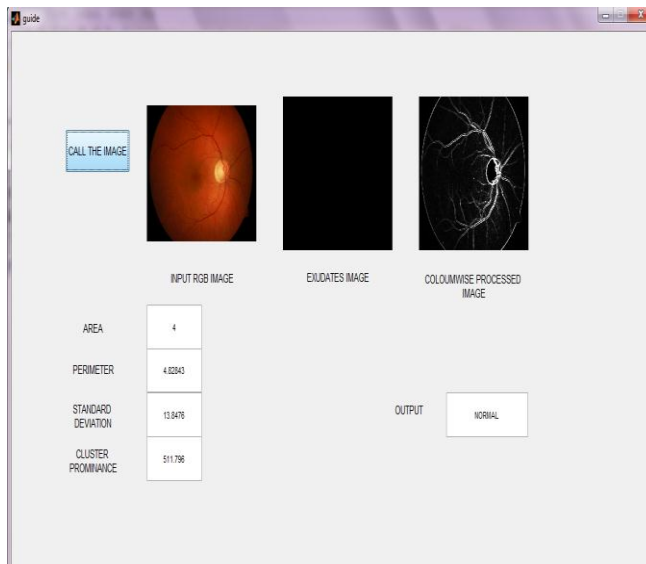 guide
CALL THE IMAGE
INPUT RGB IMAGE
EXUDATES IMAGE
COLOUMWISE PROCESSED
IMAGE
AREA
4
PERIMETER
4.82843
STANDARD
DEVIATION
13.8476
OUTPUT
NORMAL
CLUSTER
PROMINANCE
511.796